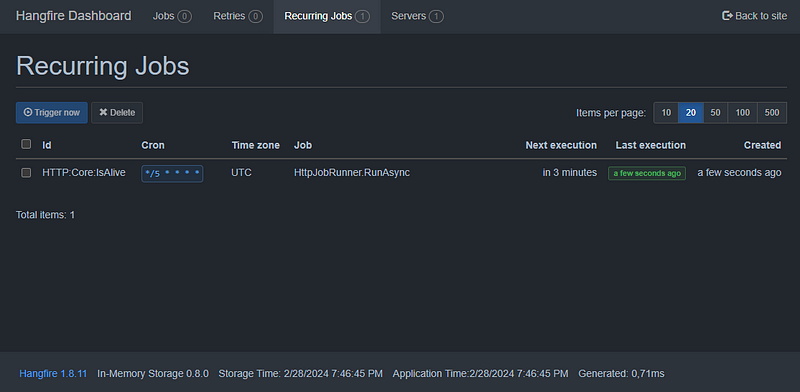 Hangfire Dashboard Jobs 0 Retries 0 Recurring Jobs 1 Servers 1 Back to site
Recurring Jobs
Trigger now Delete Items per page: 10 20 50 100 500
Id Cron Time zone Job Next execution Last execution Created
HTTP:Core:IsAlive */5 * * * * UTC HttpJobRunner.RunAsync in 3 minutes a few seconds ago a few seconds ago
Total items: 1
Hangfire 1.8.11 In-Memory Storage 0.8.0 Storage Time: 2/28/2024 7:46:45 PM Application Time:2/28/2024 7:46:45 PM Generated: 0,71ms